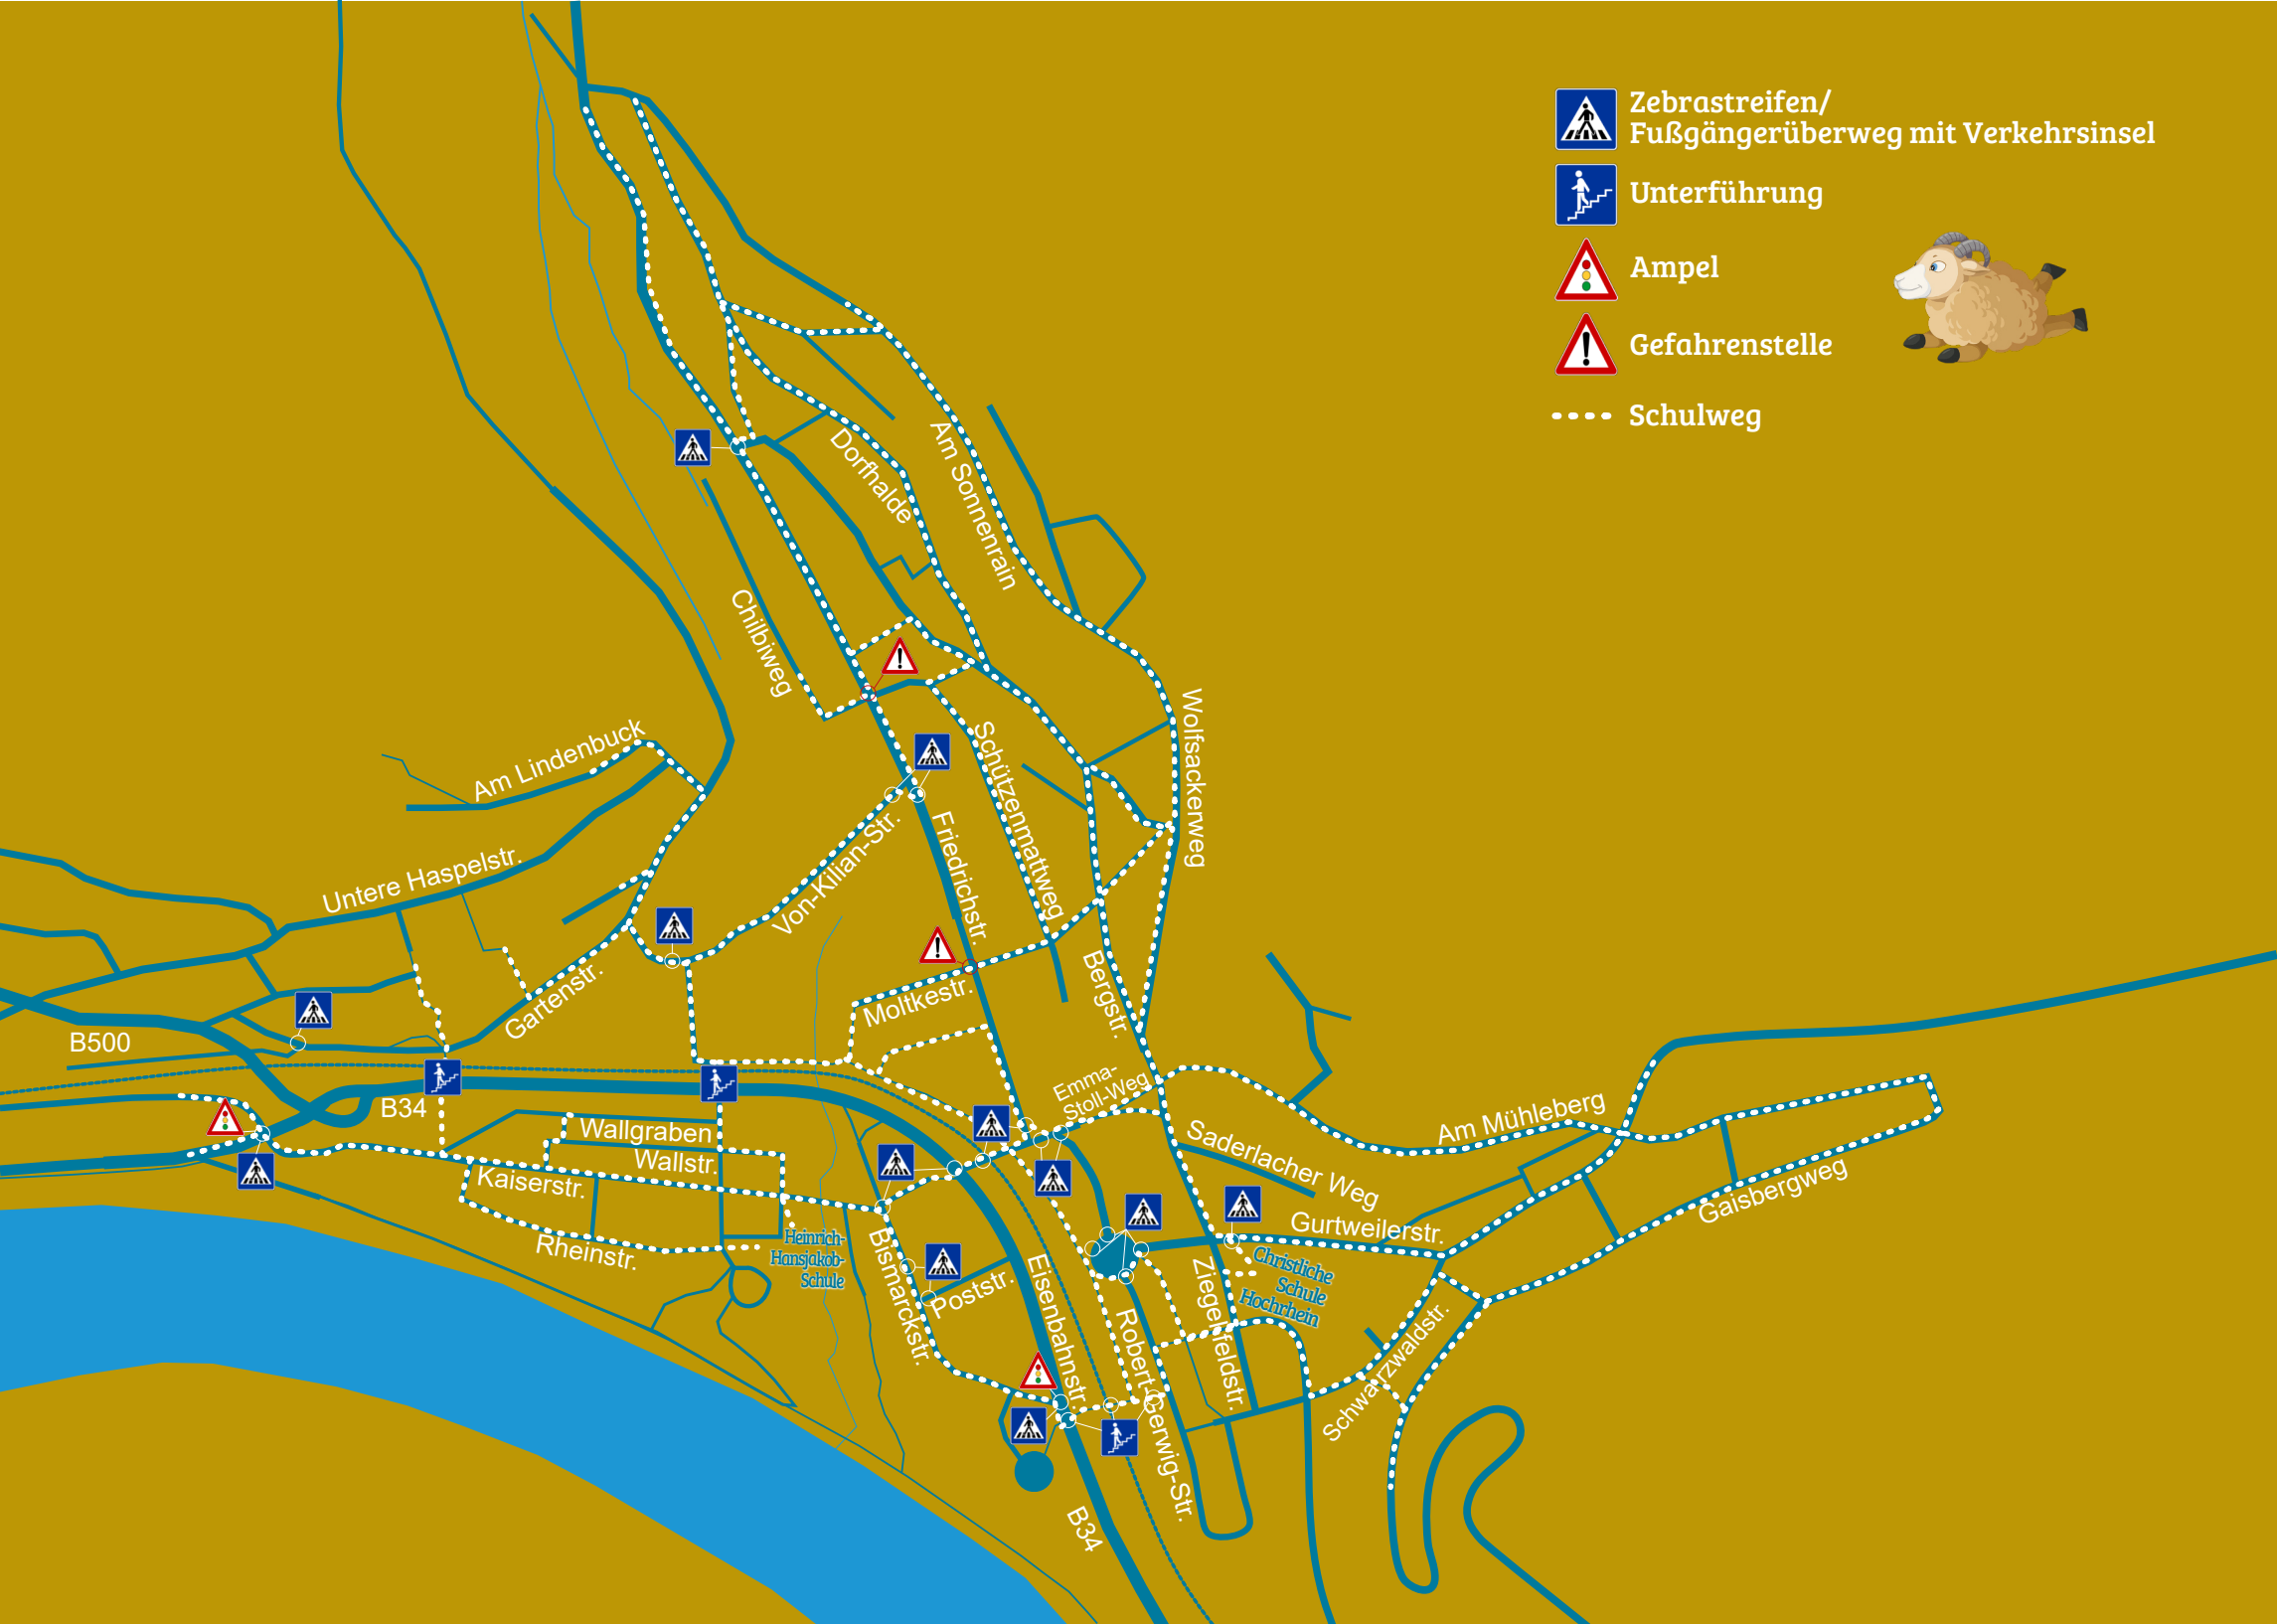 Zebrastreifen/
Fußgängerüberweg mit Verkehrsinsel
Unterführung
Ampel
Gefahrenstelle
Schulweg
Dorfhalde
Am Sonnenrain
Chilbiweg
Wolfsackerweg
Am Lindenbuck
Schützenmattweg
Untere Haspelstr.
Von-Kilian-Str.
Friedrichstr.
Gartenstr.
Moltkestr.
Bergstr.
B500
B34
Emma-
Stoll-Weg
Am Mühleberg
Wallgraben
Wallstr.
Saderlacher Weg
Kaiserstr.
Gaisbergweg
Gurtweilerstr.
Rheinstr.
Heinrich-
Hansjakob-
Schule
Bismarckstr.
Poststr.
Eisenbahnstr.
Ziegelfeldstr.
Christliche
Schule
Hochrhein
Robert-Gerwig-Str.
Schwarzwaldstr.
B34